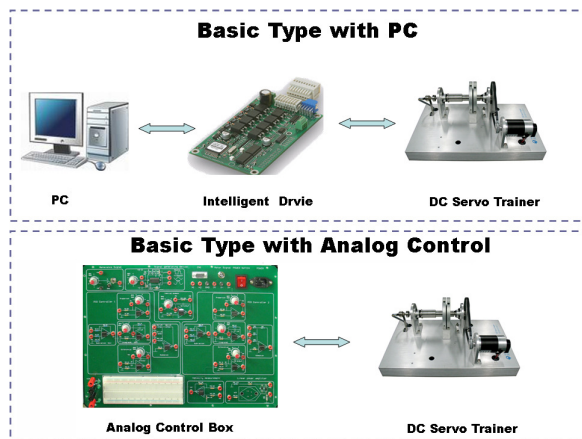 Basic Type with PC
PC
Intelligent Drvie
DC Servo Trainer
Basic Type with Analog Control
Analog Control Box
DC Servo Trainer